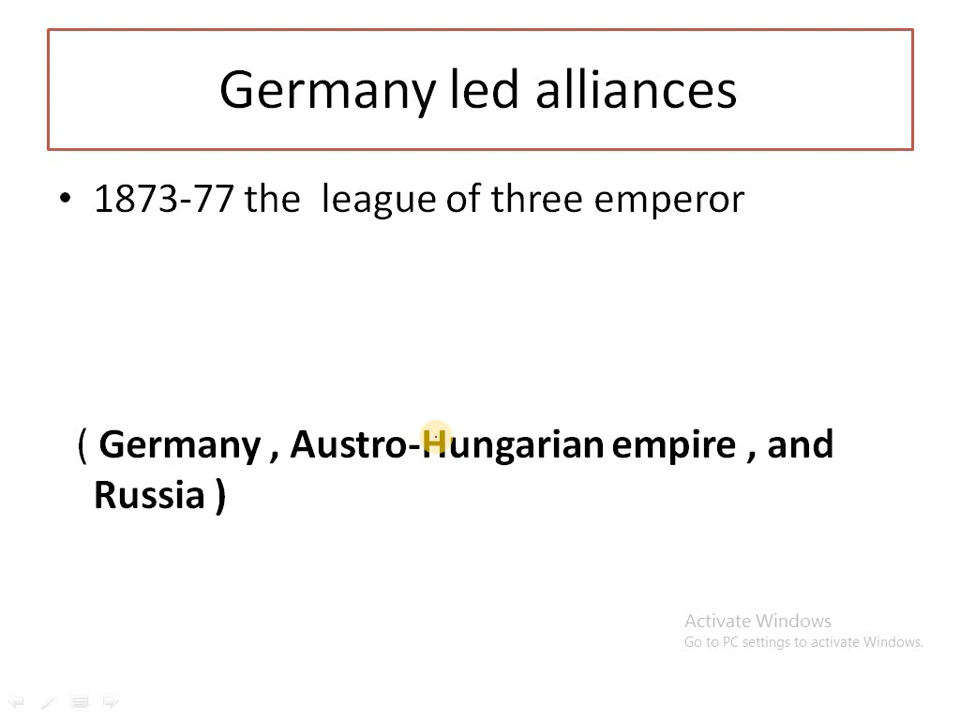 Germany led alliances
• 1873-77 the league of three emperor
( Germany , Austro-Hungarian empire , and
Russia )
Activate Windows
Go to PC settings to activate Windows.